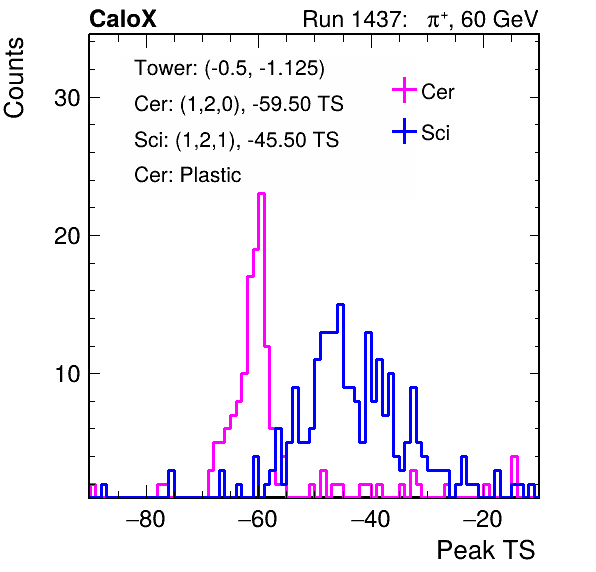 CaloX Run 1437: π⁺, 60 GeV
Counts
Tower: (-0.5, -1.125)
Cer: (1,2,0), -59.50 TS
Sci: (1,2,1), -45.50 TS
Cer: Plastic
Cer
Sci
30
20
10
−80 −60 −40 −20
Peak TS